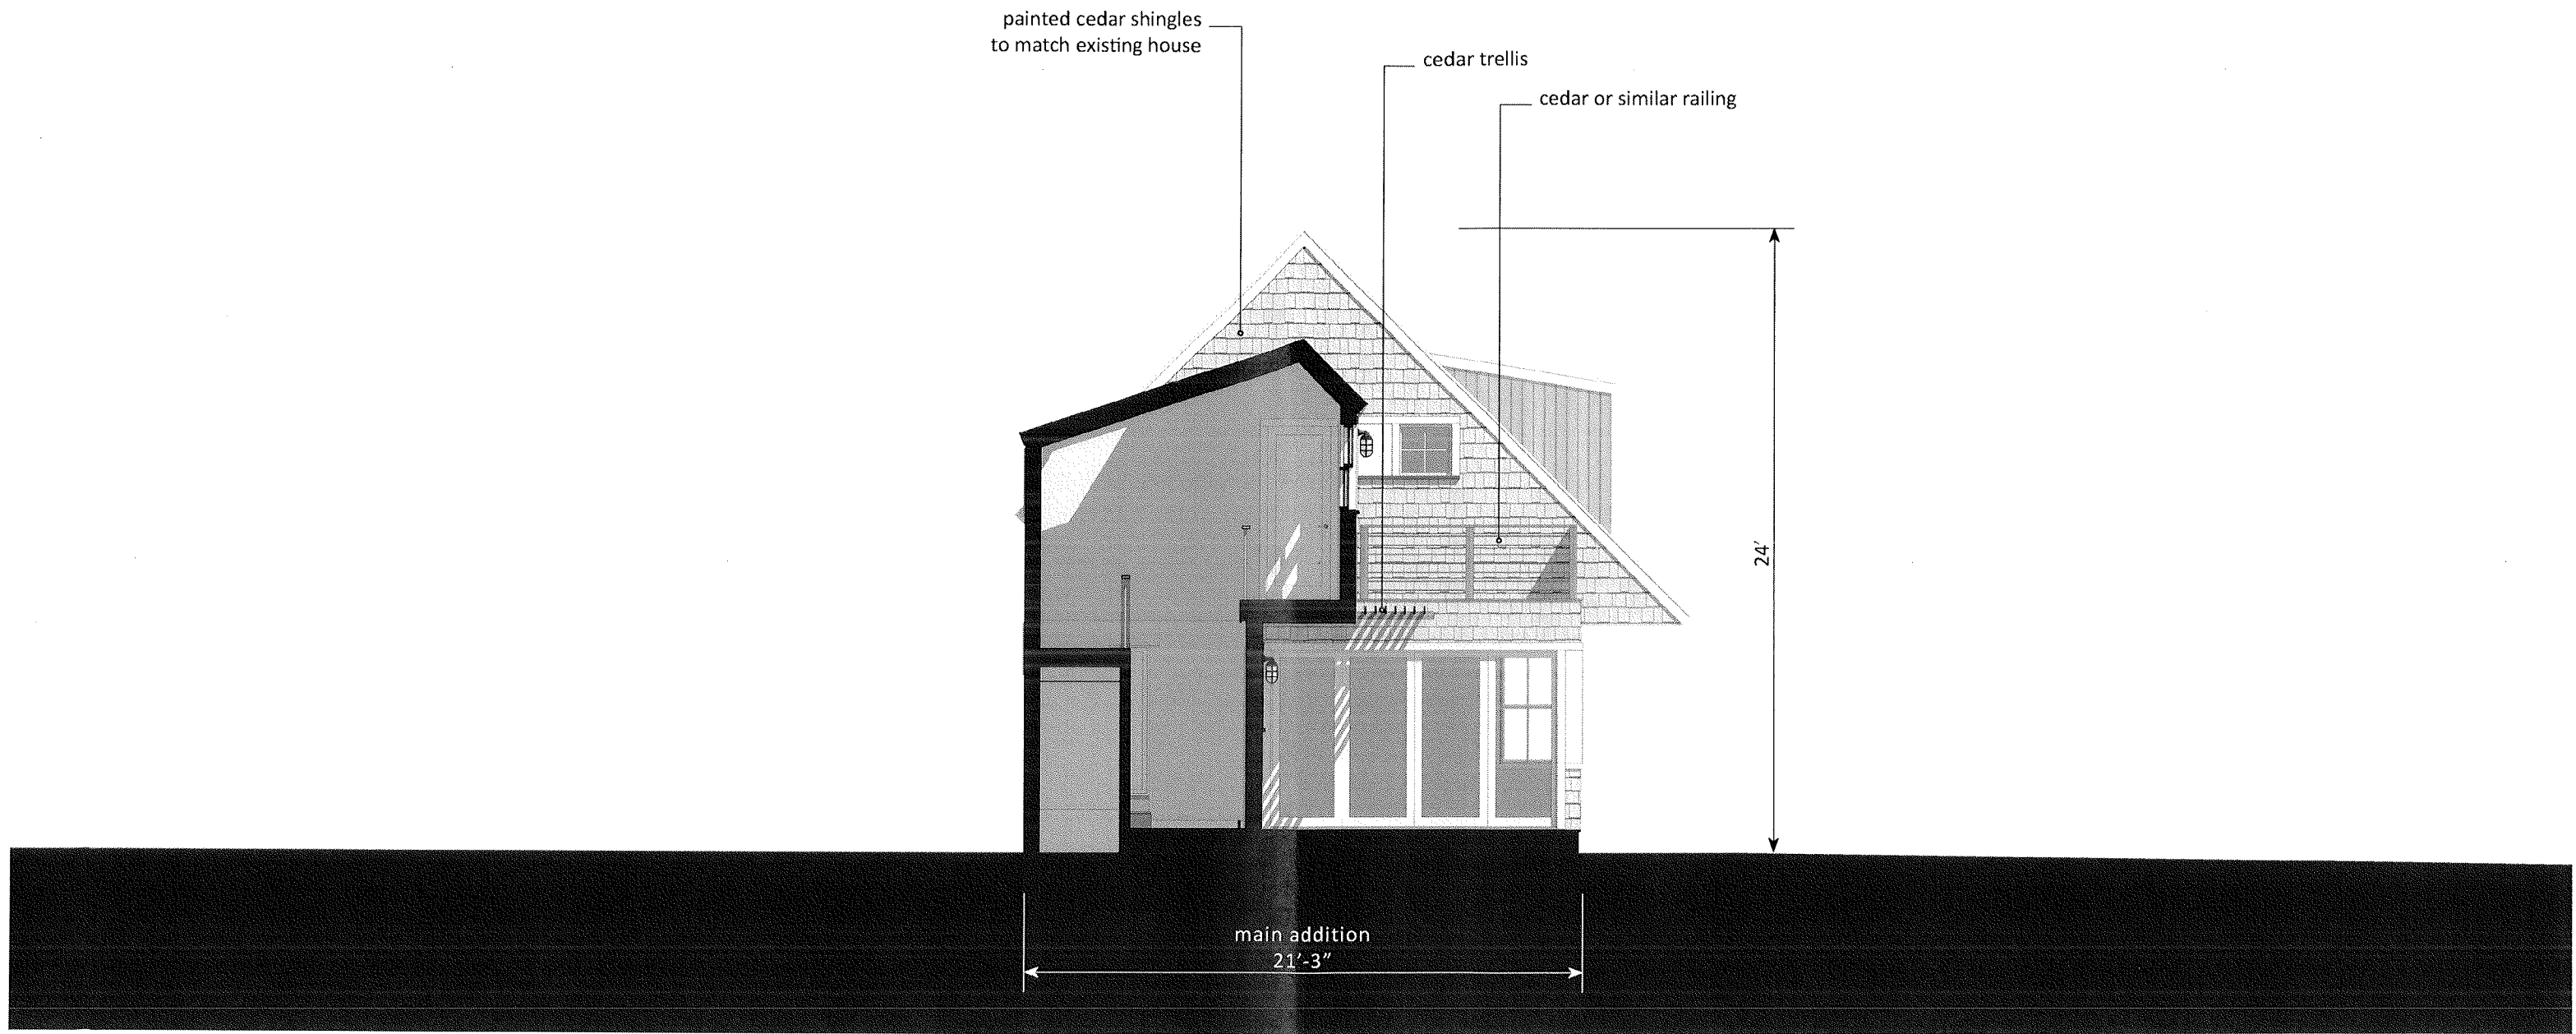 painted cedar shingles
to match existing house
cedar trellis
cedar or similar railing
24'
main addition
21'-3"